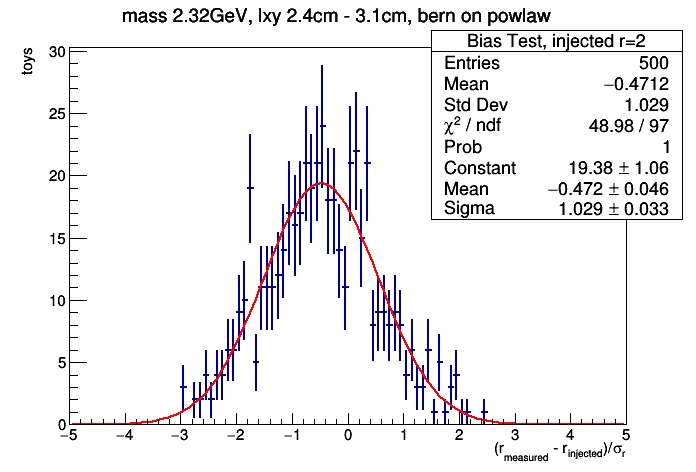 mass 2.32GeV, lxy 2.4cm - 3.1cm, bern on powlaw
Bias Test, injected r=2
Entries 500
Mean −0.4712
Std Dev 1.029
χ² / ndf 48.98 / 97
Prob 1
Constant 19.38 ± 1.06
Mean −0.472 ± 0.046
Sigma 1.029 ± 0.033
toys
30
25
20
15
10
5
0
−5 −4 −3 −2 −1 0 1 2 3 4 5
(r_measured - r_injected)/σ_r